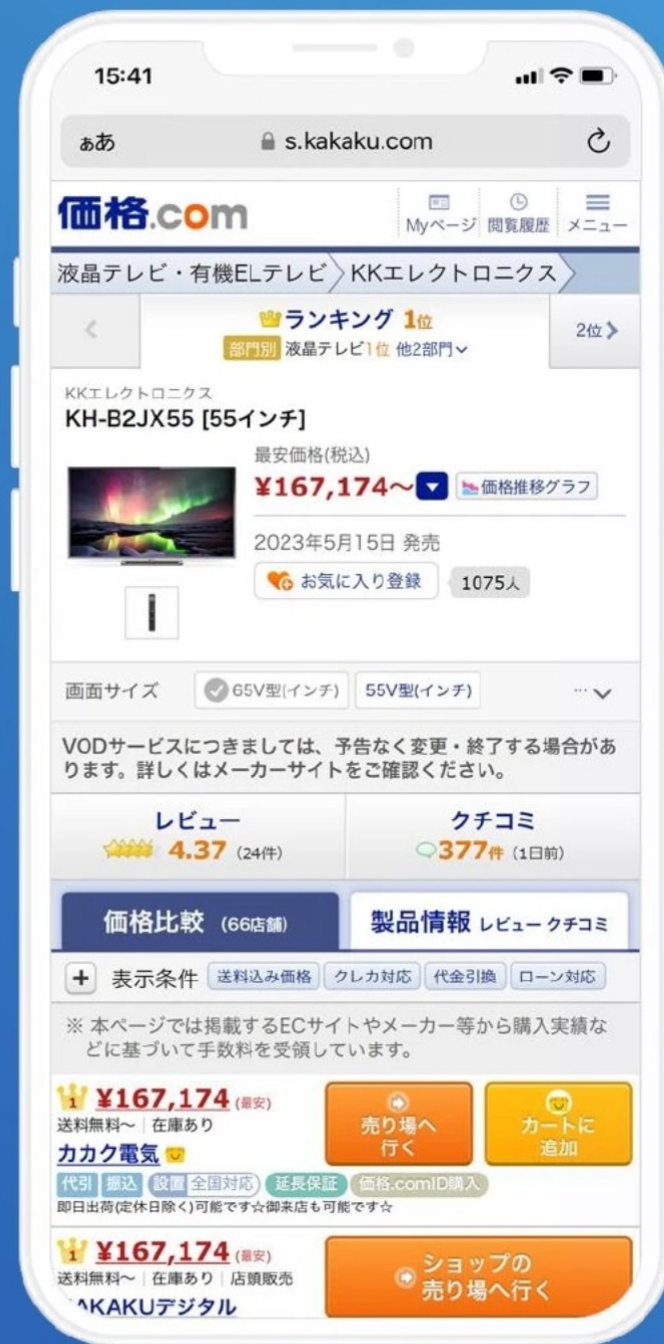 15:41
ぁあ s.kakaku.com
価格.com
Myページ 閲覧履歴 メニュー
液晶テレビ・有機ELテレビ KKエレクトロニクス
ランキング 1位
2位
部門別 液晶テレビ1位 他2部門
KKエレクトロニクス
KH-B2JX55 [55インチ]
最安価格(税込)
¥167,174～ 価格推移グラフ
2023年5月15日 発売
お気に入り登録 1075人
画面サイズ 65V型(インチ) 55V型(インチ) …
VODサービスにつきましては、予告なく変更・終了する場合があ
ります。詳しくはメーカーサイトをご確認ください。
レビュー
4.37 (24件)
クチコミ
377件 (1日前)
価格比較 (66店舗) 製品情報 レビュー クチコミ
+ 表示条件 送料込み価格 クレカ対応 代金引換 ローン対応
※ 本ページでは掲載するECサイトやメーカー等から購入実績な
どに基づいて手数料を受領しています。
1 ¥167,174 (最安)
送料無料～ 在庫あり
カカク電気
売り場へ
行く
カートに
追加
代引 振込 設置 全国対応 延長保証 価格.comID購入
即日出荷(定休日除く)可能です☆御来店も可能です☆
1 ¥167,174 (最安)
送料無料～ 在庫あり 店頭販売
KAKAKUデジタル
ショップの
売り場へ行く